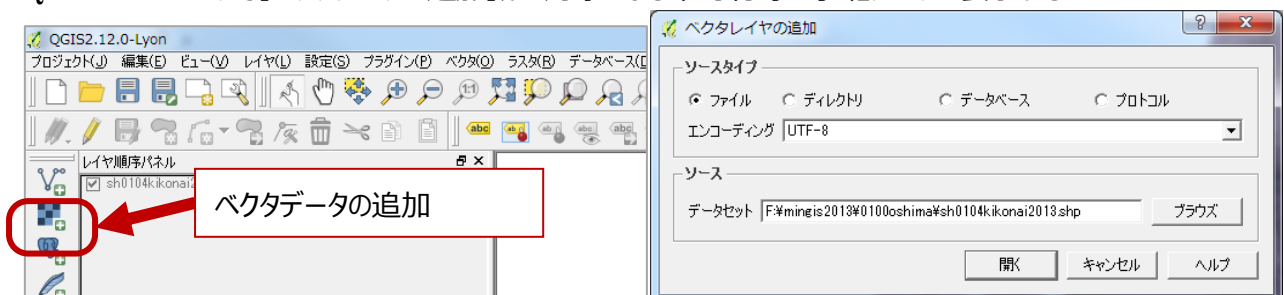 QGIS2.12.0-Lyon
プロジェクト(J) 編集(E) ビュー(V) レイヤ(L) 設定(S) プラグイン(P) ベクタ(O) ラスタ(R) データベース(D
abc
レイヤ順序パネル
sh0104kikonai2
ベクタデータの追加
ベクタレイヤの追加
ソースタイプ
ファイル ディレクトリ データベース プロトコル
エンコーディング UTF-8
ソース
データセット F:¥mingis2013¥0100oshima¥sh0104kikonai2013.shp ブラウズ
開く キャンセル ヘルプ